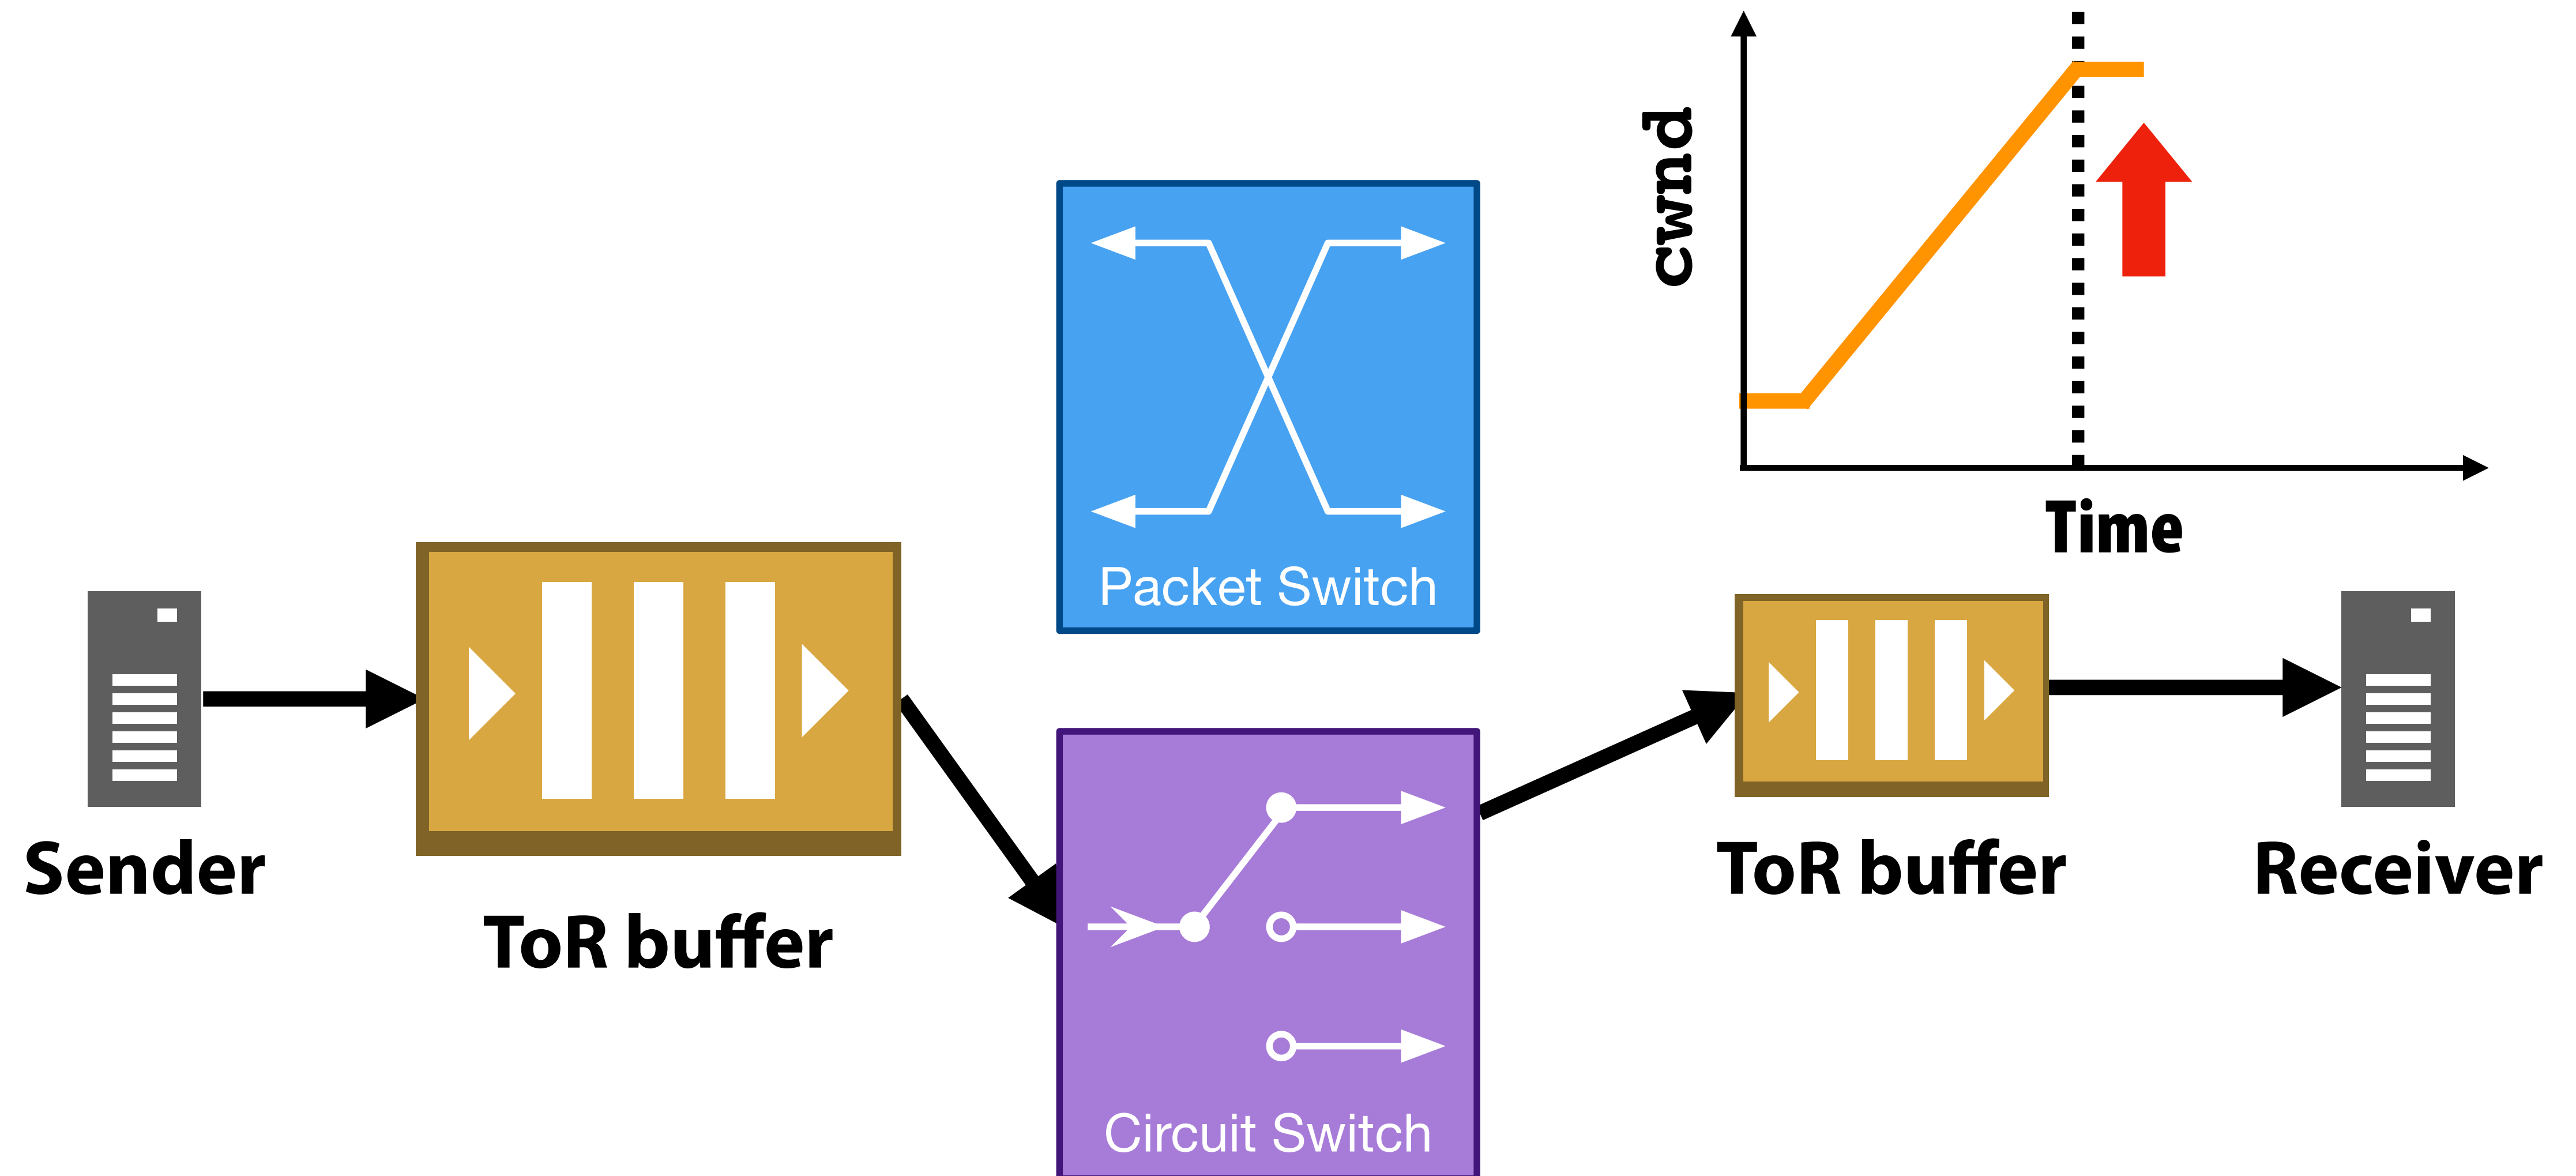 cwnd
Time
Packet Switch
Sender
ToR buffer
Circuit Switch
ToR buffer
Receiver